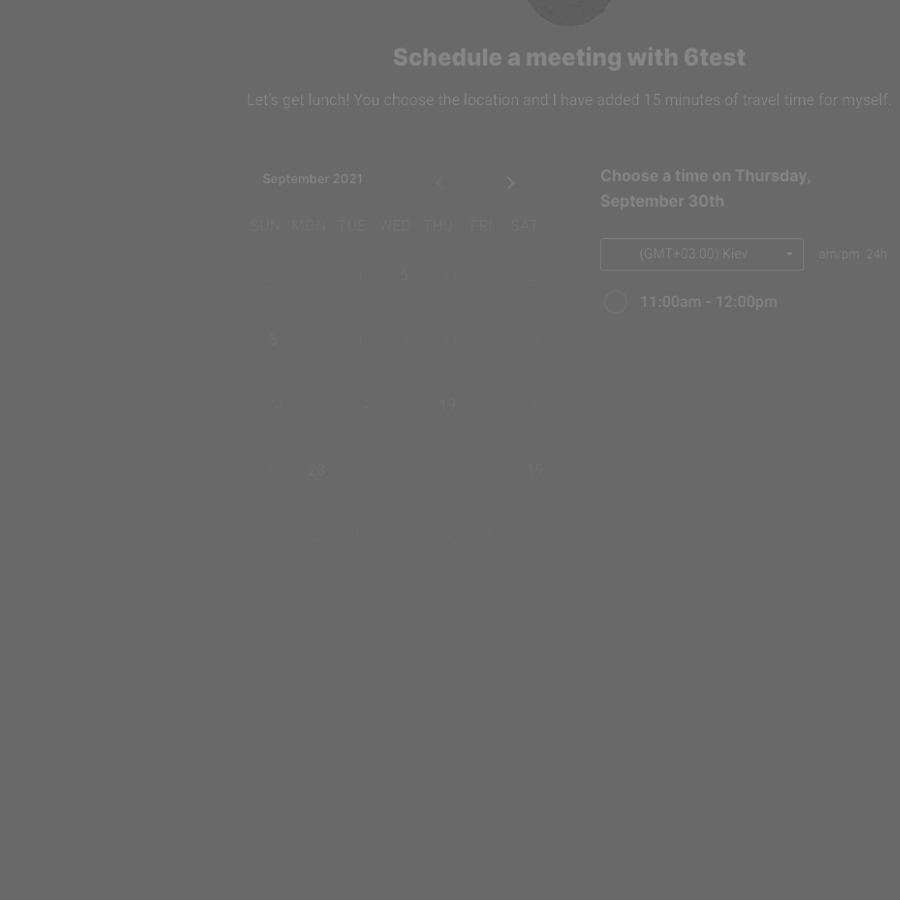 Schedule a meeting with 6test
Let's get lunch! You choose the location and I have added 15 minutes of travel time for myself.
September 2021
SUN MON TUE WED THU FRI SAT
5
6
19
28 19
Choose a time on Thursday,
September 30th
(GMT+03:00) Kiev am/pm 24h
11:00am - 12:00pm